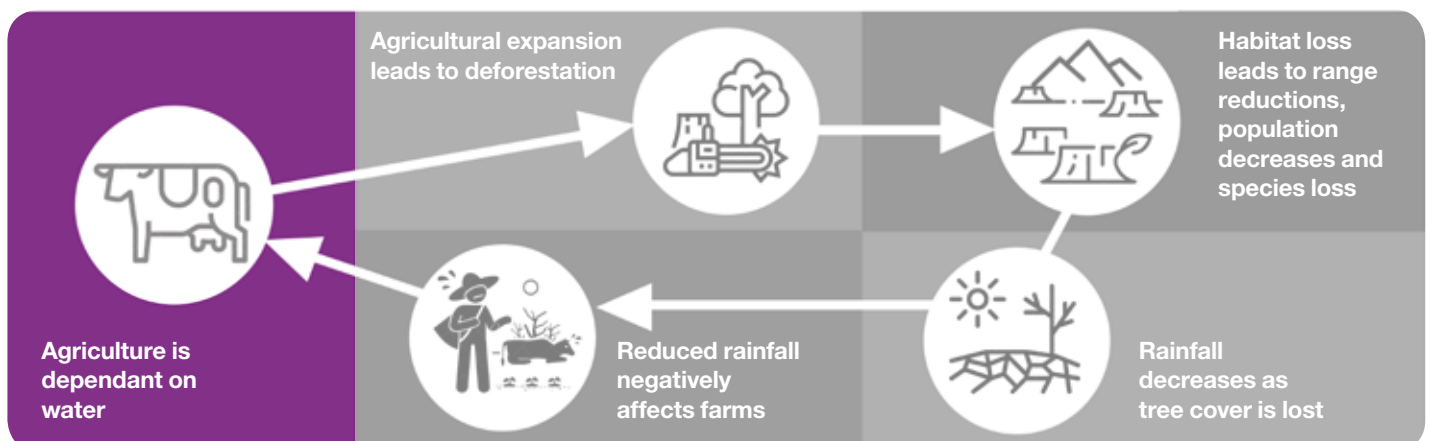 Agricultural expansion
leads to deforestation
Habitat loss
leads to range
reductions,
population
decreases and
species loss
Agriculture is
dependant on
water
Reduced rainfall
negatively
affects farms
Rainfall
decreases as
tree cover is lost